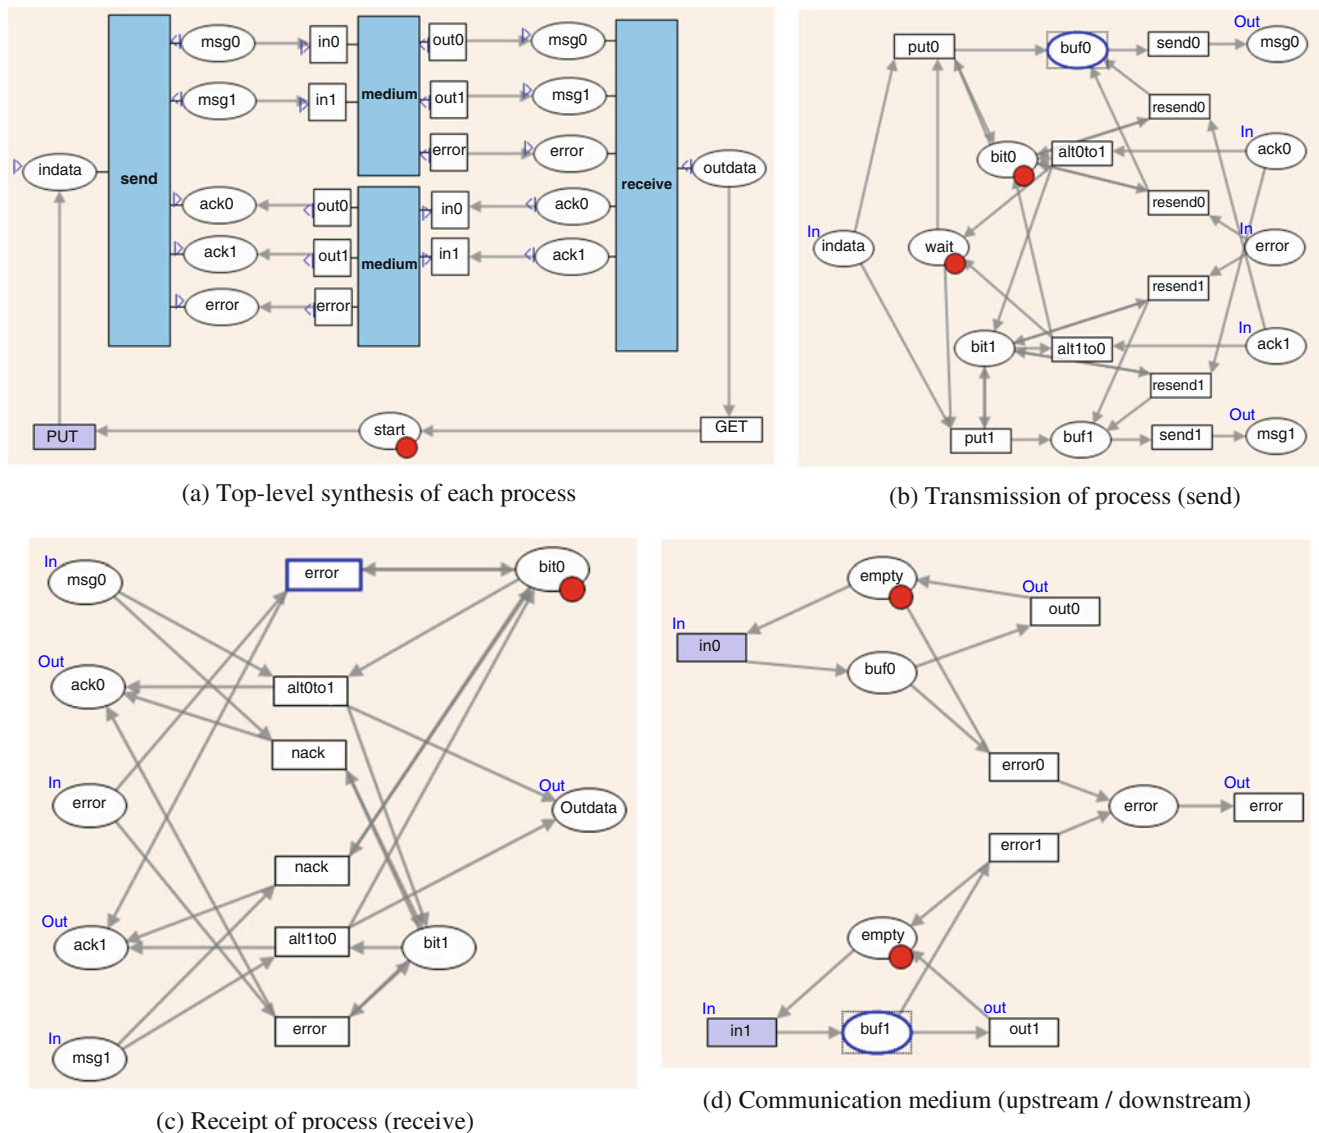 msg0
in0
out0
msg0
msg1
in1
medium
out1
msg1
error
error
indata
send
receive
outdata
ack0
out0
in0
ack0
ack1
out1
medium
in1
ack1
error
error
PUT
start
GET
(a) Top-level synthesis of each process
Out
put0
buf0
send0
msg0
resend0
In
bit0
alt0to1
ack0
resend0
In
indata
wait
In
error
resend1
In
bit1
alt1to0
ack1
resend1
Out
put1
buf1
send1
msg1
(b) Transmission of process (send)
In
msg0
error
bit0
Out
ack0
alt0to1
nack
In
error
Out
Outdata
nack
Out
ack1
alt1to0
bit1
In
msg1
error
(c) Receipt of process (receive)
empty
Out
out0
In
in0
buf0
error0
Out
error
error
error1
empty
In
in1
buf1
out
out1
(d) Communication medium (upstream / downstream)